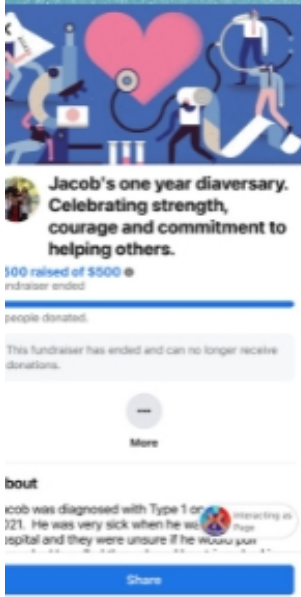 Jacob's one year diaversary.
Celebrating strength,
courage and commitment to
helping others.
500 raised of $500
ndraiser ended
people donated.
This fundraiser has ended and can no longer receive
donations.
More
bout
acob was diagnosed with Type 1 on
021. He was very sick when he wa
Interacting as
Page
ospital and they were unsure if he would pull
Share